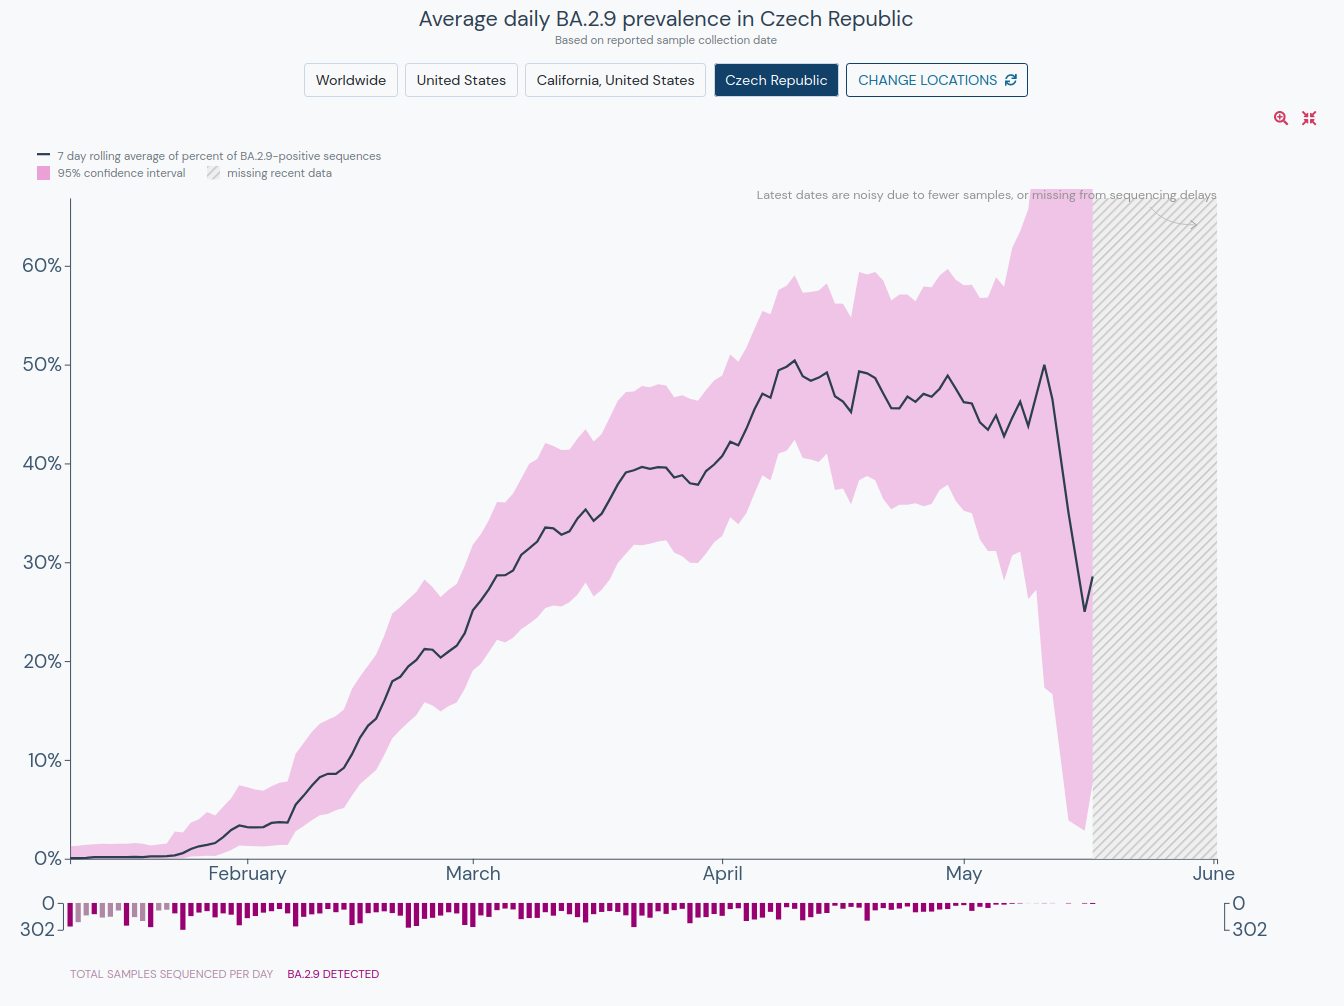 Average daily BA.2.9 prevalence in Czech Republic
Based on reported sample collection date
Worldwide United States California, United States Czech Republic CHANGE LOCATIONS
7 day rolling average of percent of BA.2.9-positive sequences
95% confidence interval missing recent data
Latest dates are noisy due to fewer samples, or missing from sequencing delays
60%
50%
40%
30%
20%
10%
0%
February March April May June
0 0
302 302
TOTAL SAMPLES SEQUENCED PER DAY BA.2.9 DETECTED